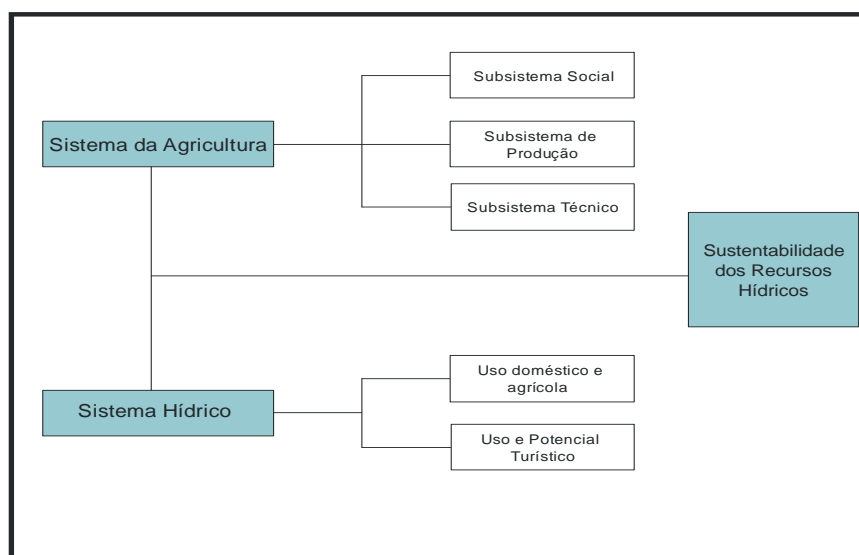 Subsistema Social
Sistema da Agricultura
Subsistema de
Produção
Subsistema Técnico
Sustentabilidade
dos Recursos
Hídricos
Uso doméstico e
agrícola
Sistema Hídrico
Uso e Potencial
Turístico